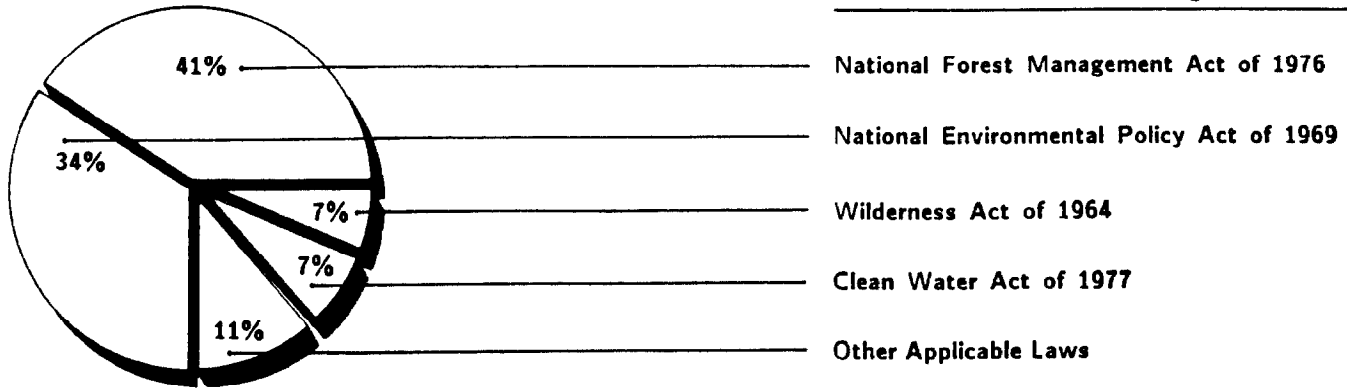 41%
National Forest Management Act of 1976
34%
National Environmental Policy Act of 1969
7%
Wilderness Act of 1964
7%
Clean Water Act of 1977
11%
Other Applicable Laws